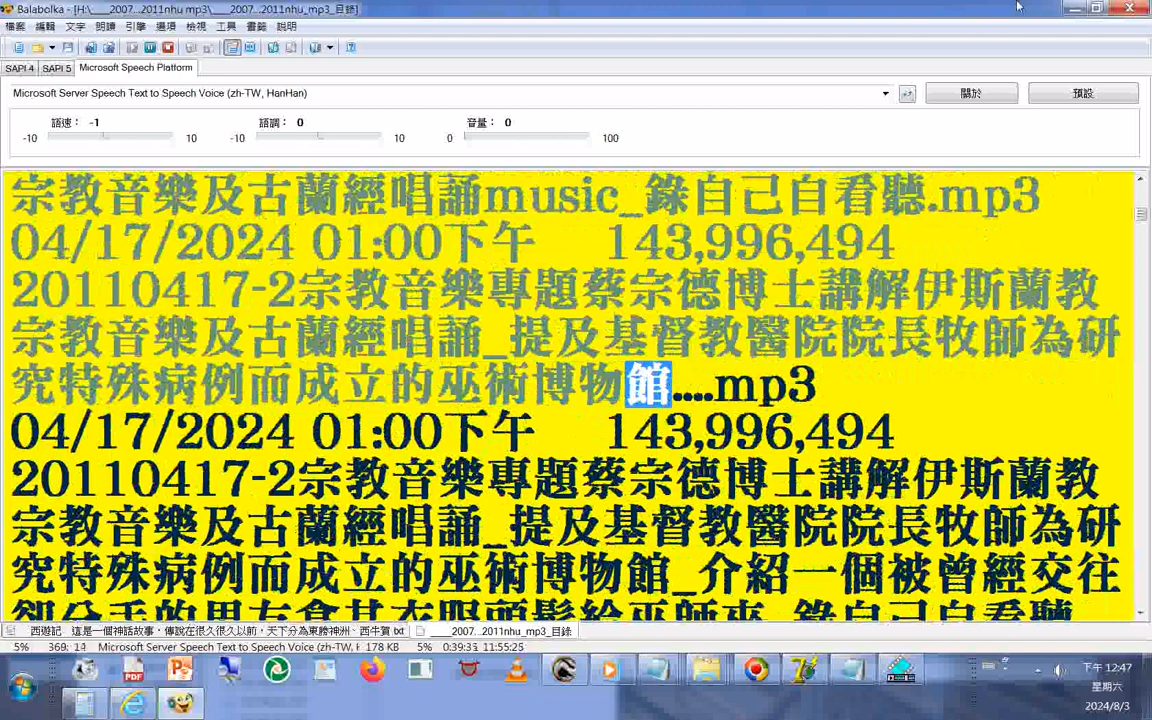 Balabolka - [H:\___2007...2011nhu mp3\___2007...2011nhu_mp3_目錄]
檔案 編輯 文字 朗讀 引擎 選項 檢視 工具 書籤 說明
SAPI 4 SAPI 5 Microsoft Speech Platform
Microsoft Server Speech Text to Speech Voice (zh-TW, HanHan)
關於 預設
語速： -1 語調： 0 音量： 0
-10 10 -10 10 0 100
宗教音樂及古蘭經唱誦music_錄自己自看聽.mp3
04/17/2024 01:00下午 143,996,494
20110417-2宗教音樂專題蔡宗德博士講解伊斯蘭教
宗教音樂及古蘭經唱誦_提及基督教醫院院長牧師為研
究特殊病例而成立的巫術博物館....mp3
04/17/2024 01:00下午 143,996,494
20110417-2宗教音樂專題蔡宗德博士講解伊斯蘭教
宗教音樂及古蘭經唱誦_提及基督教醫院院長牧師為研
究特殊病例而成立的巫術博物館_介紹一個被曾經交往
西遊記 這是一個神話故事，傳說在很久很久以前，天下分為東勝神洲、西牛賀.txt ___2007...2011nhu_mp3_目錄
5% 369: 14 Microsoft Server Speech Text to Speech Voice (zh-TW, H 178 KB 5% 0:39:31 11:55:25
下午 12:47
星期六
2024/8/3